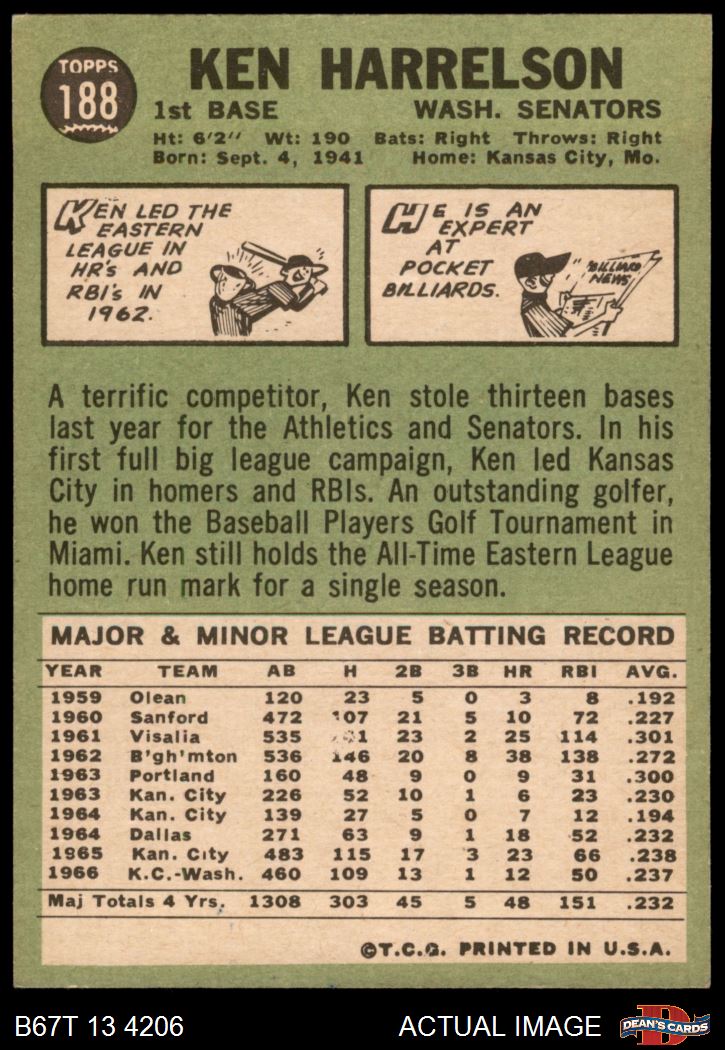 TOPPS
188
KEN HARRELSON
1st BASE WASH. SENATORS
Ht: 6'2" Wt: 190 Bats: Right Throws: Right
Born: Sept. 4, 1941 Home: Kansas City, Mo.
KEN LED THE
EASTERN
LEAGUE IN
HR's AND
RBI's IN
1962.
HE IS AN
EXPERT
AT
POCKET
BILLIARDS.
BILLIARD
NEWS
A terrific competitor, Ken stole thirteen bases
last year for the Athletics and Senators. In his
first full big league campaign, Ken led Kansas
City in homers and RBIs. An outstanding golfer,
he won the Baseball Players Golf Tournament in
Miami. Ken still holds the All-Time Eastern League
home run mark for a single season.
MAJOR & MINOR LEAGUE BATTING RECORD
YEAR TEAM AB H 2B 3B HR RBI AVG.
1959 Olean 120 23 5 0 3 8 .192
1960 Sanford 472 107 21 5 10 72 .227
1961 Visalia 535 23 2 25 114 .301
1962 B'gh'mton 536 146 20 8 38 138 .272
1963 Portland 160 48 9 0 9 31 .300
1963 Kan. City 226 52 10 1 6 23 .230
1964 Kan. City 139 27 5 0 7 12 .194
1964 Dallas 271 63 9 1 18 52 .232
1965 Kan. City 483 115 17 3 23 66 .238
1966 K.C.-Wash. 460 109 13 1 12 50 .237
Maj Totals 4 Yrs. 1308 303 45 5 48 151 .232
©T.C.G. PRINTED IN U.S.A.
B67T 13 4206 ACTUAL IMAGE DEAN'S CARDS